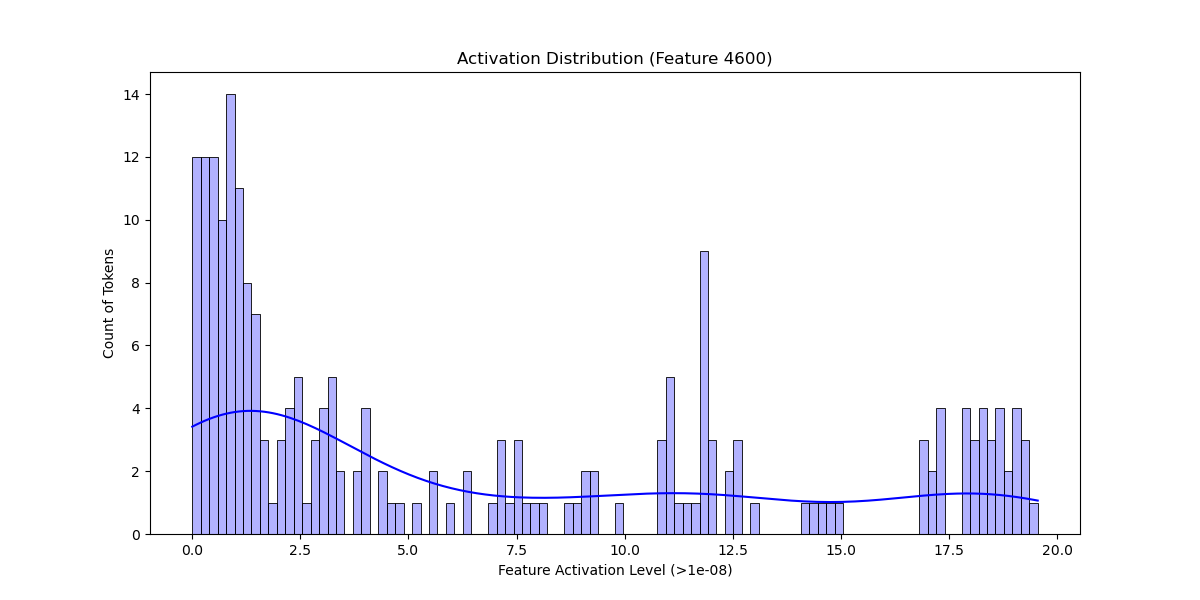 Activation Distribution (Feature 4600)
14
12
10
8
6
4
2
0
Count of Tokens
0.0 2.5 5.0 7.5 10.0 12.5 15.0 17.5 20.0
Feature Activation Level (>1e-08)